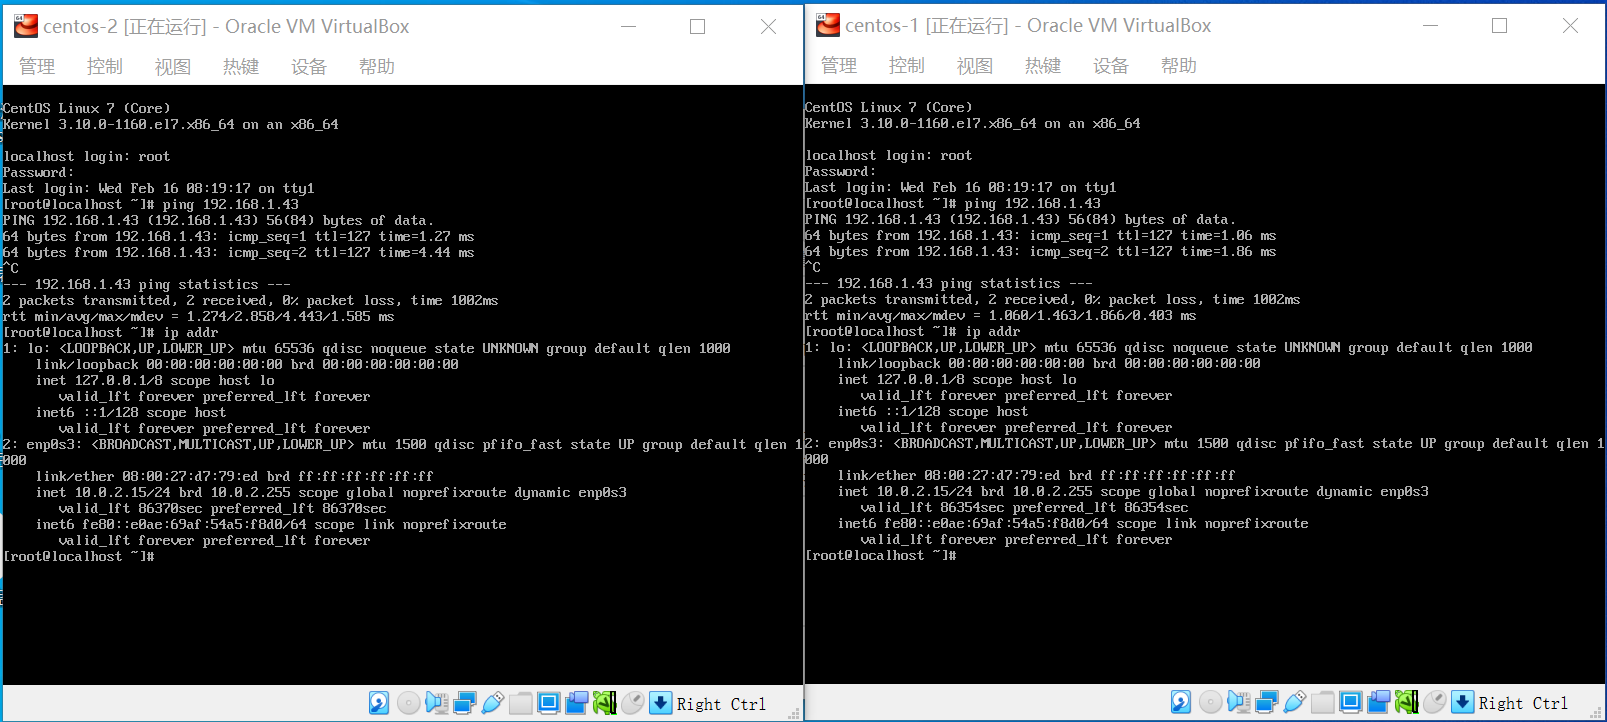 centos-2 [正在运行] - Oracle VM VirtualBox
管理 控制 视图 热键 设备 帮助
CentOS Linux 7 (Core)
Kernel 3.10.0-1160.el7.x86_64 on an x86_64
localhost login: root
Password:
Last login: Wed Feb 16 08:19:17 on tty1
[root@localhost ~]# ping 192.168.1.43
PING 192.168.1.43 (192.168.1.43) 56(84) bytes of data.
64 bytes from 192.168.1.43: icmp_seq=1 ttl=127 time=1.27 ms
64 bytes from 192.168.1.43: icmp_seq=2 ttl=127 time=4.44 ms
^C
--- 192.168.1.43 ping statistics ---
2 packets transmitted, 2 received, 0% packet loss, time 1002ms
rtt min/avg/max/mdev = 1.274/2.858/4.443/1.585 ms
[root@localhost ~]# ip addr
1: lo: <LOOPBACK,UP,LOWER_UP> mtu 65536 qdisc noqueue state UNKNOWN group default qlen 1000
link/loopback 00:00:00:00:00:00 brd 00:00:00:00:00:00
inet 127.0.0.1/8 scope host lo
valid_lft forever preferred_lft forever
inet6 ::1/128 scope host
valid_lft forever preferred_lft forever
2: enp0s3: <BROADCAST,MULTICAST,UP,LOWER_UP> mtu 1500 qdisc pfifo_fast state UP group default qlen 1
000
link/ether 08:00:27:d7:79:ed brd ff:ff:ff:ff:ff:ff
inet 10.0.2.15/24 brd 10.0.2.255 scope global noprefixroute dynamic enp0s3
valid_lft 86370sec preferred_lft 86370sec
inet6 fe80::e0ae:69af:54a5:f8d0/64 scope link noprefixroute
valid_lft forever preferred_lft forever
[root@localhost ~]#
Right Ctrl
centos-1 [正在运行] - Oracle VM VirtualBox
管理 控制 视图 热键 设备 帮助
CentOS Linux 7 (Core)
Kernel 3.10.0-1160.el7.x86_64 on an x86_64
localhost login: root
Password:
Last login: Wed Feb 16 08:19:17 on tty1
[root@localhost ~]# ping 192.168.1.43
PING 192.168.1.43 (192.168.1.43) 56(84) bytes of data.
64 bytes from 192.168.1.43: icmp_seq=1 ttl=127 time=1.06 ms
64 bytes from 192.168.1.43: icmp_seq=2 ttl=127 time=1.86 ms
^C
--- 192.168.1.43 ping statistics ---
2 packets transmitted, 2 received, 0% packet loss, time 1002ms
rtt min/avg/max/mdev = 1.060/1.463/1.866/0.403 ms
[root@localhost ~]# ip addr
1: lo: <LOOPBACK,UP,LOWER_UP> mtu 65536 qdisc noqueue state UNKNOWN group default qlen 1000
link/loopback 00:00:00:00:00:00 brd 00:00:00:00:00:00
inet 127.0.0.1/8 scope host lo
valid_lft forever preferred_lft forever
inet6 ::1/128 scope host
valid_lft forever preferred_lft forever
2: enp0s3: <BROADCAST,MULTICAST,UP,LOWER_UP> mtu 1500 qdisc pfifo_fast state UP group default qlen 1
000
link/ether 08:00:27:d7:79:ed brd ff:ff:ff:ff:ff:ff
inet 10.0.2.15/24 brd 10.0.2.255 scope global noprefixroute dynamic enp0s3
valid_lft 86354sec preferred_lft 86354sec
inet6 fe80::e0ae:69af:54a5:f8d0/64 scope link noprefixroute
valid_lft forever preferred_lft forever
[root@localhost ~]#
Right Ctrl